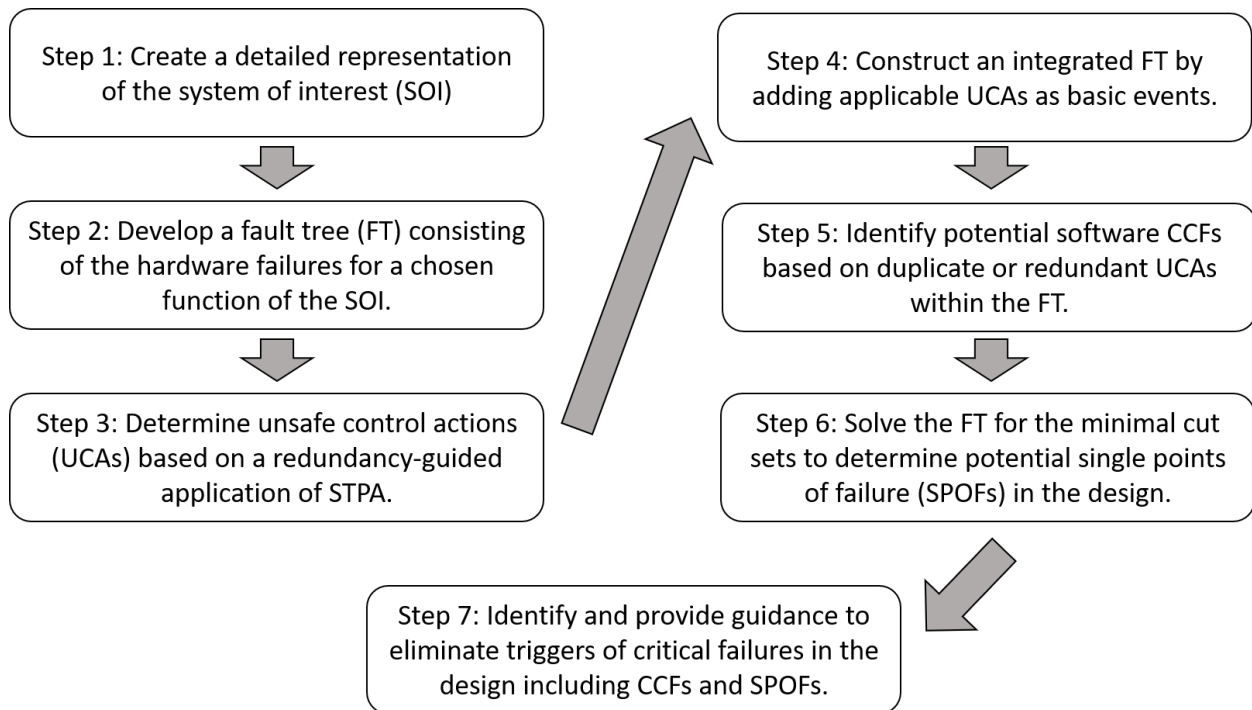 Step 1: Create a detailed representation
of the system of interest (SOI)
Step 2: Develop a fault tree (FT) consisting
of the hardware failures for a chosen
function of the SOI.
Step 3: Determine unsafe control actions
(UCAs) based on a redundancy-guided
application of STPA.
Step 4: Construct an integrated FT by
adding applicable UCAs as basic events.
Step 5: Identify potential software CCFs
based on duplicate or redundant UCAs
within the FT.
Step 6: Solve the FT for the minimal cut
sets to determine potential single points
of failure (SPOFs) in the design.
Step 7: Identify and provide guidance to
eliminate triggers of critical failures in the
design including CCFs and SPOFs.